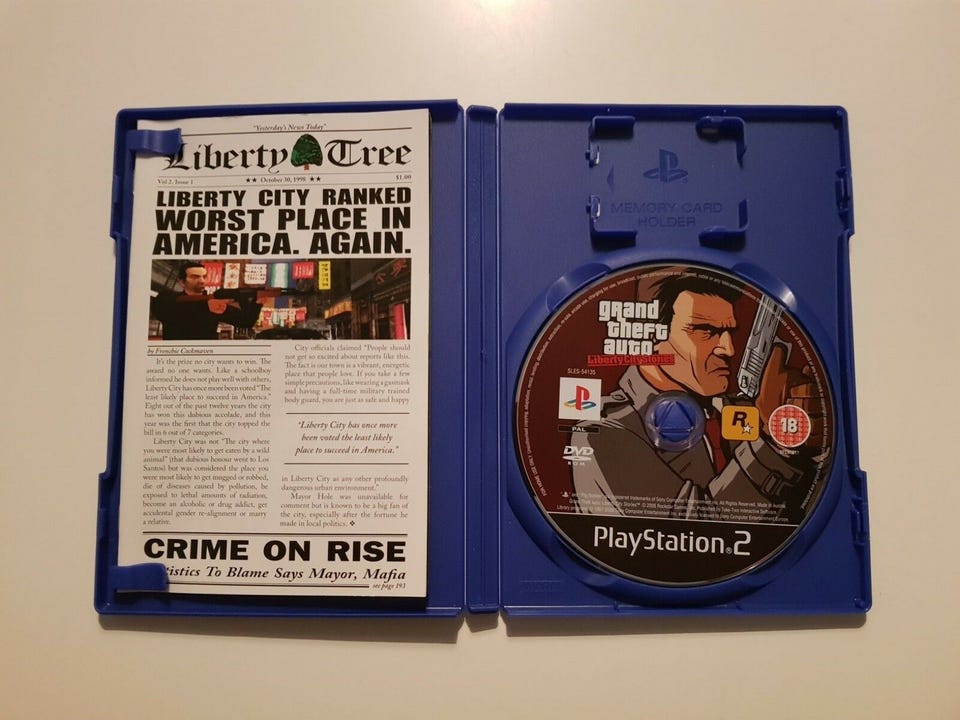 "Yesterday's News Today"
Liberty Tree
Vol 2. Issue 1
★★ October 30, 1998 ★★
$1.00
LIBERTY CITY RANKED
WORST PLACE IN
AMERICA. AGAIN.
by Frenchie Cockmaven
It's the prize no city wants to win. The
award no one wants. Like a schoolboy
informed he does not play well with others,
Liberty City has once more been voted "The
least likely place to succeed in America."
Eight out of the past twelve years the city
has won this dubious accolade, and this
year was the first that the city topped the
bill in 6 out of 7 categories.
Liberty City was not "The city where
you were most likely to get eaten by a wild
animal" (that dubious honour went to Los
Santos) but was considered the place you
were most likely to get mugged or robbed,
die of diseases caused by pollution, be
exposed to lethal amounts of radiation,
become an alcoholic or drug addict, get
accidental gender re-alignment or marry
a relative.
City officials claimed "People should
not get so excited about reports like this.
The fact is our town is a vibrant, energetic
place that people love. If you take a few
simple precautions, like wearing a gasmask
and having a full-time military trained
body guard, you are just as safe and happy
"Liberty City has once more
been voted the least likely
place to succeed in America."
in Liberty City as any other profoundly
dangerous urban environment."
Mayor Hole was unavailable for
comment but is known to be a big fan of
the city, especially after the fortune he
made in local politics. ❖
CRIME ON RISE
tistics To Blame Says Mayor, Mafia
see page 193
MEMORY CARD
HOLDER
grand
theft
auto
Liberty City Stories
SLES-54135
PAL
DVD
ROM
R★
18
PlayStation®2